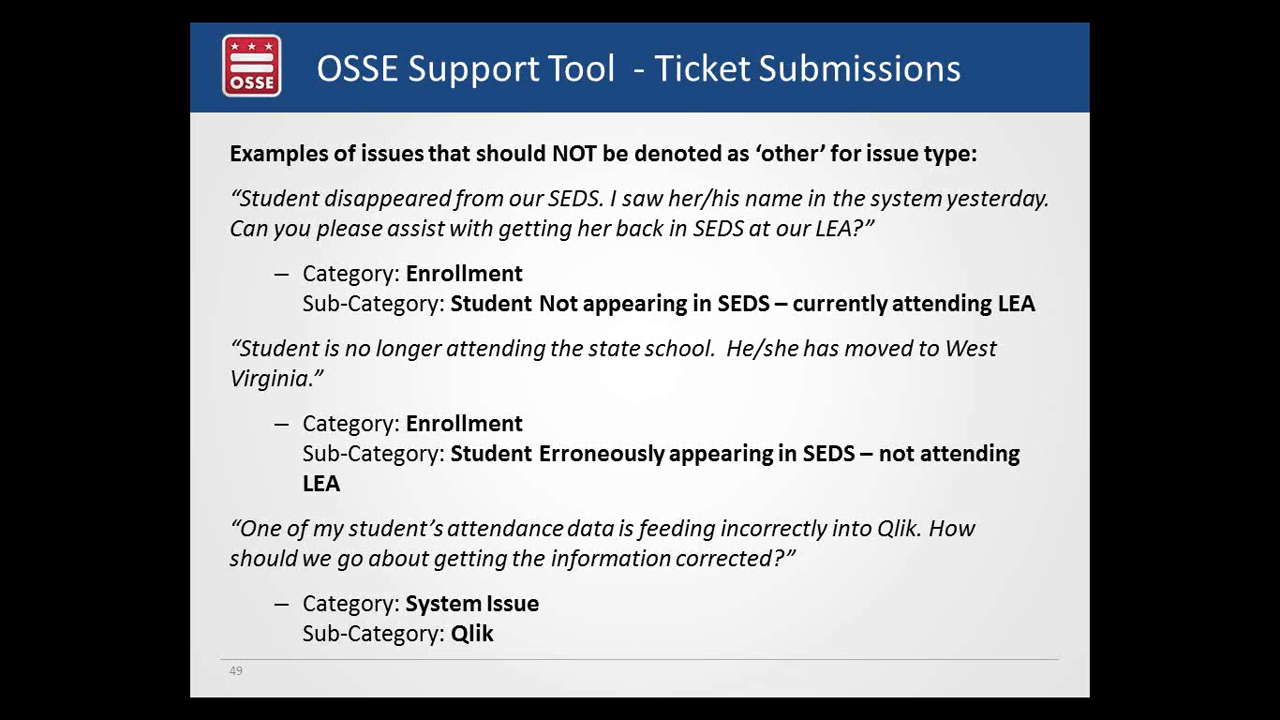 OSSE
OSSE Support Tool - Ticket Submissions
Examples of issues that should NOT be denoted as ‘other’ for issue type:
“Student disappeared from our SEDS. I saw her/his name in the system yesterday.
Can you please assist with getting her back in SEDS at our LEA?”
– Category: Enrollment
Sub-Category: Student Not appearing in SEDS – currently attending LEA
“Student is no longer attending the state school. He/she has moved to West
Virginia.”
– Category: Enrollment
Sub-Category: Student Erroneously appearing in SEDS – not attending
LEA
“One of my student’s attendance data is feeding incorrectly into Qlik. How
should we go about getting the information corrected?”
– Category: System Issue
Sub-Category: Qlik
49